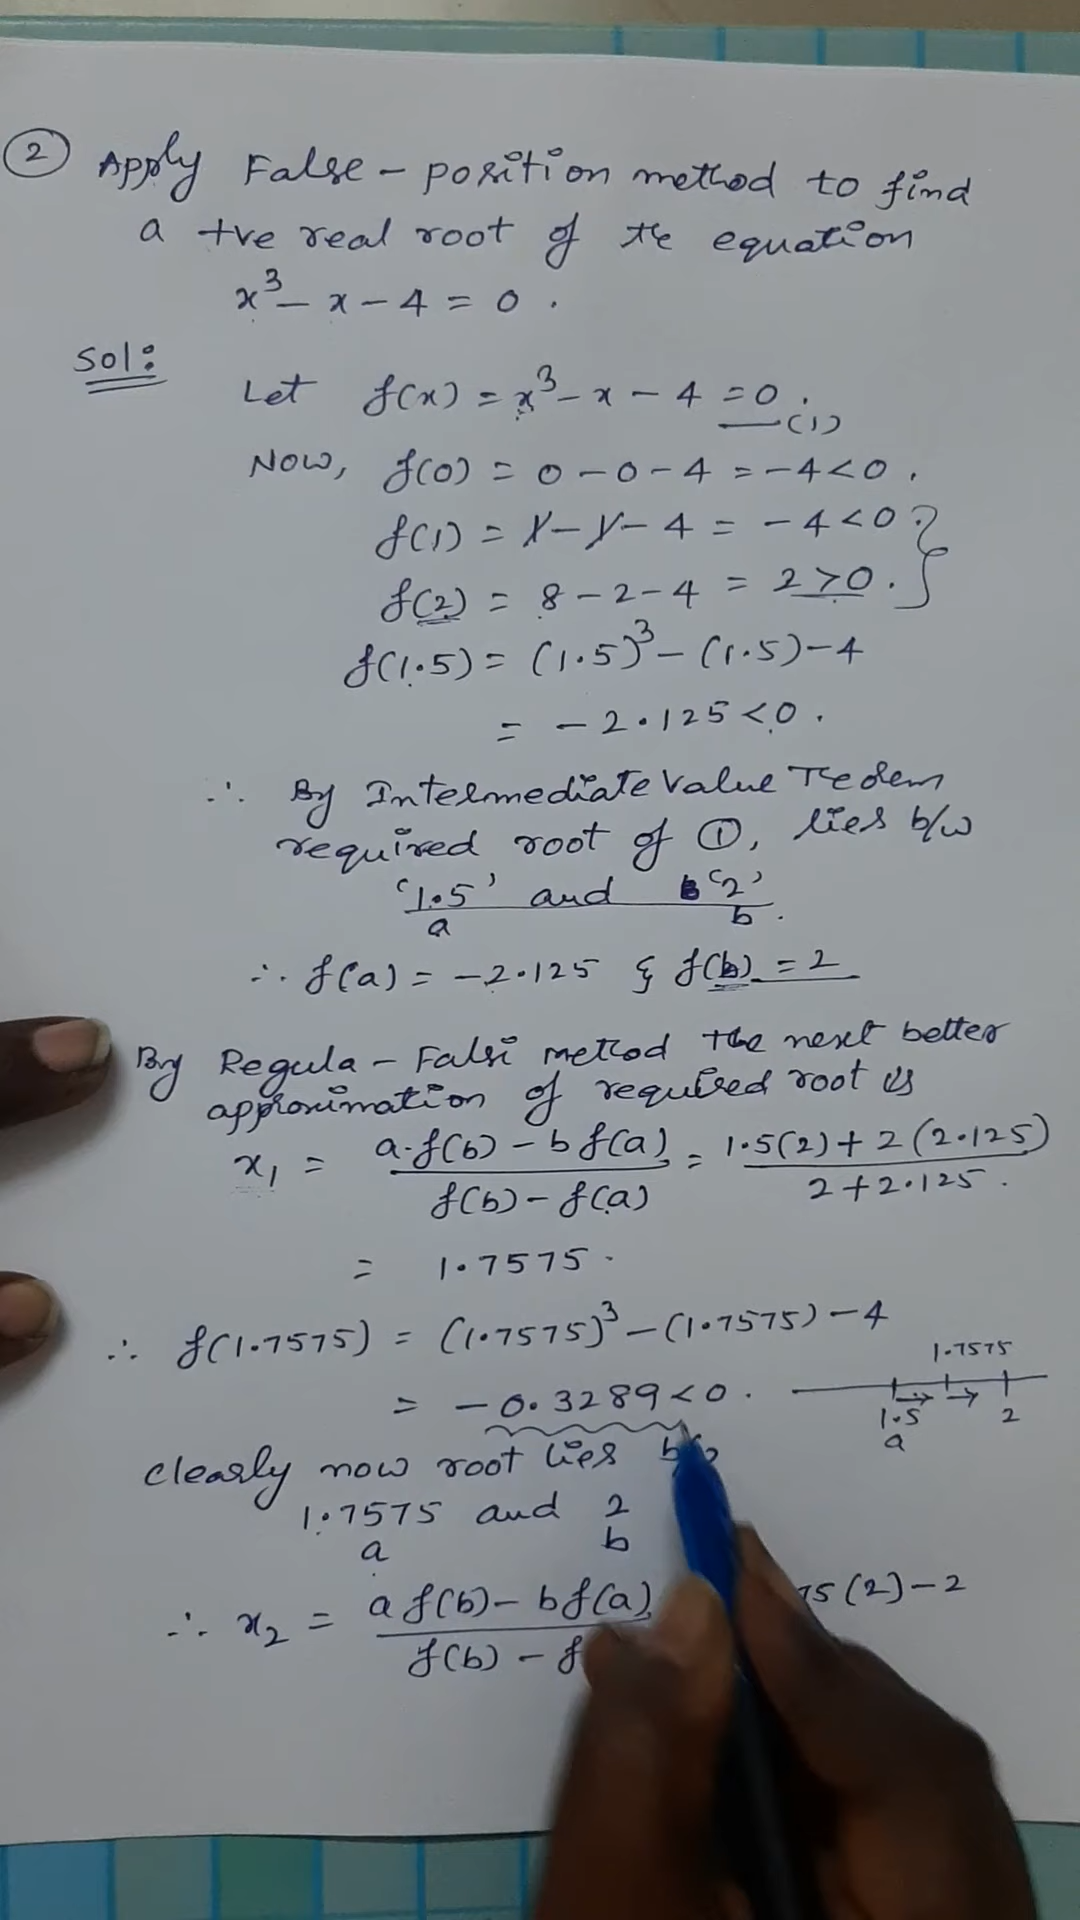 2 Apply False-position method to find
a +ve real root of the equation
x³ - x - 4 = 0 .
Sol:
Let f(x) = x³ - x - 4 = 0 .
(1)
Now, f(0) = 0 - 0 - 4 = -4 < 0 .
f(1) = 1 - 1 - 4 = -4 < 0 .
f(2) = 8 - 2 - 4 = 2 > 0 . }
f(1.5) = (1.5)³ - (1.5) - 4
= -2.125 < 0 .
∴ By Intermediate Value Theorem
required root of ①, lies b/w
'1.5' and '2'
a b .
∴ f(a) = -2.125 & f(b) = 2
By Regula-Falsi method the next better
approximation of required root is
x₁ = a.f(b) - b f(a) / f(b) - f(a) = 1.5(2) + 2(2.125) / 2 + 2.125 .
= 1.7575 .
∴ f(1.7575) = (1.7575)³ - (1.7575) - 4
= -0.3289 < 0 .
1.7575
1.5 2
a
clearly now root lies
1.7575 and 2
a b
∴ x₂ = a f(b) - b f(a) / f(b) - f 75(2) - 2